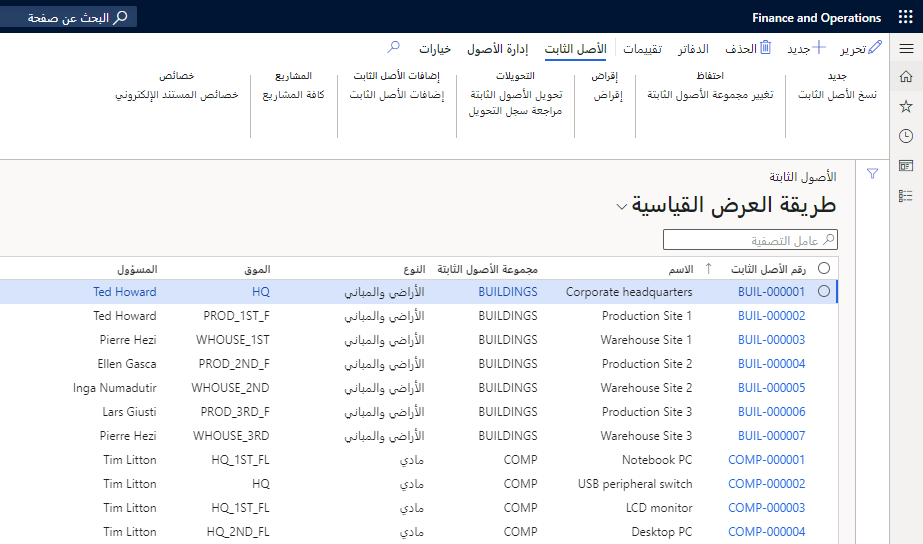 Finance and Operations
البحث عن صفحة
تحرير
جديد
الحذف
الدفاتر
تقييمات
الأصل الثابت
إدارة الأصول
خيارات
جديد
نسخ الأصل الثابت
احتفاظ
تغيير مجموعة الأصول الثابتة
إقراض
إقراض
التحويلات
تحويل الأصول الثابتة
مراجعة سجل التحويل
إضافات الأصل الثابت
إضافات الأصل الثابت
المشاريع
كافة المشاريع
خصائص
خصائص المستند الإلكتروني
الأصول الثابتة
طريقة العرض القياسية
عامل التصفية
رقم الأصل الثابت الاسم مجموعة الأصول الثابتة النوع الموق المسؤول
BUIL-000001 Corporate headquarters BUILDINGS الأراضي والمباني HQ Ted Howard
BUIL-000002 Production Site 1 BUILDINGS الأراضي والمباني PROD_1ST_F Ted Howard
BUIL-000003 Warehouse Site 1 BUILDINGS الأراضي والمباني WHOUSE_1ST Pierre Hezi
BUIL-000004 Production Site 2 BUILDINGS الأراضي والمباني PROD_2ND_F Ellen Gasca
BUIL-000005 Warehouse Site 2 BUILDINGS الأراضي والمباني WHOUSE_2ND Inga Numadutir
BUIL-000006 Production Site 3 BUILDINGS الأراضي والمباني PROD_3RD_F Lars Giusti
BUIL-000007 Warehouse Site 3 BUILDINGS الأراضي والمباني WHOUSE_3RD Pierre Hezi
COMP-000001 Notebook PC COMP مادي HQ_1ST_FL Tim Litton
COMP-000002 USB peripheral switch COMP مادي HQ Tim Litton
COMP-000003 LCD monitor COMP مادي HQ_1ST_FL Tim Litton
COMP-000004 Desktop PC COMP مادي HQ_2ND_FL Tim Litton